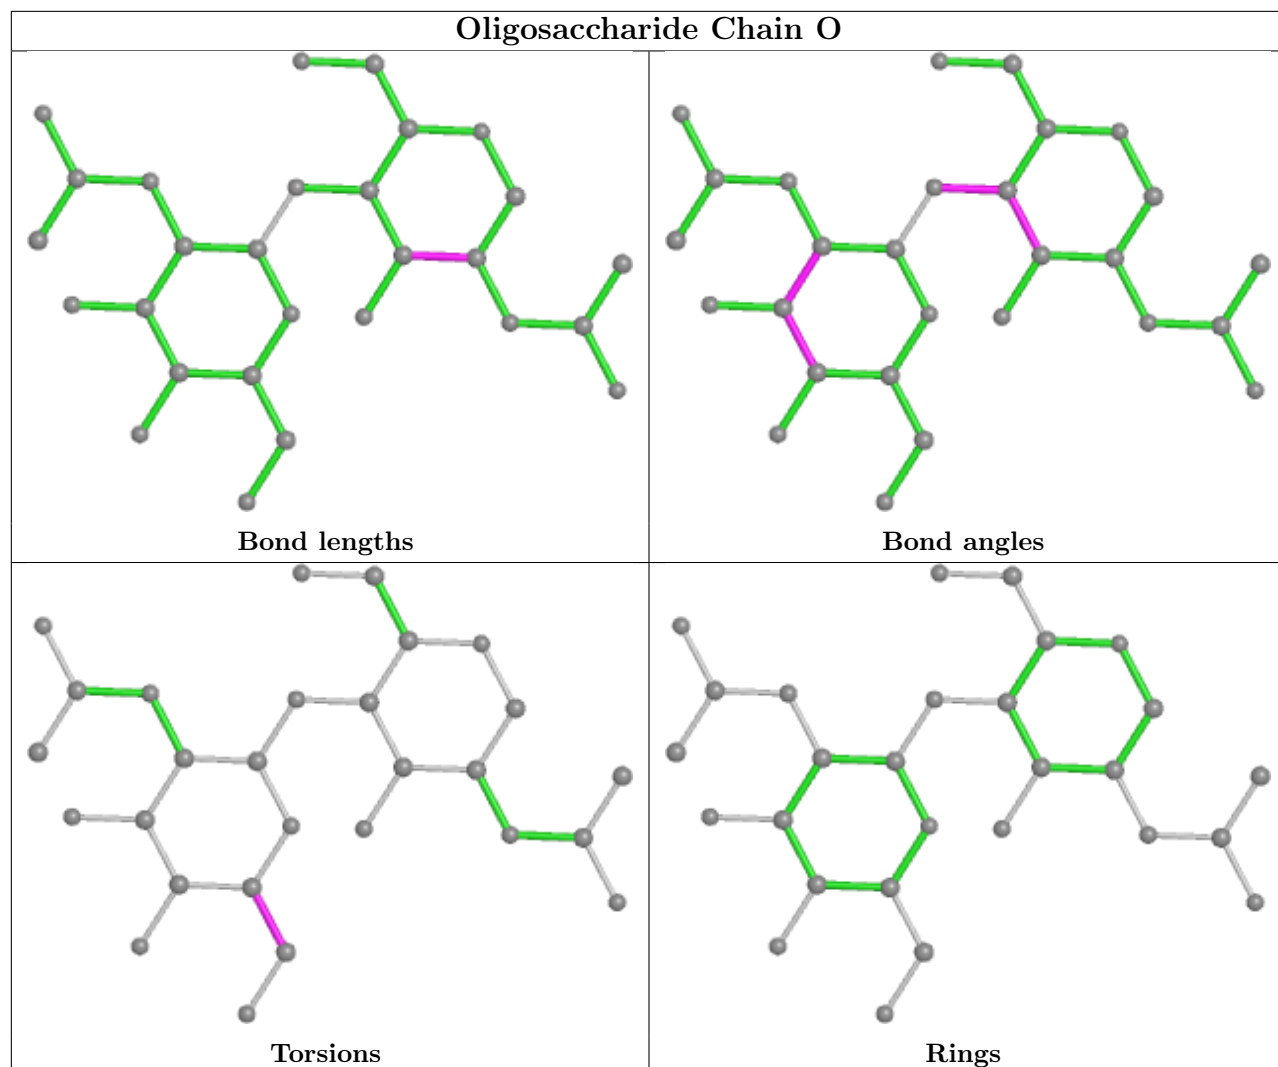 Oligosaccharide Chain O
Bond lengths
Bond angles
Torsions
Rings